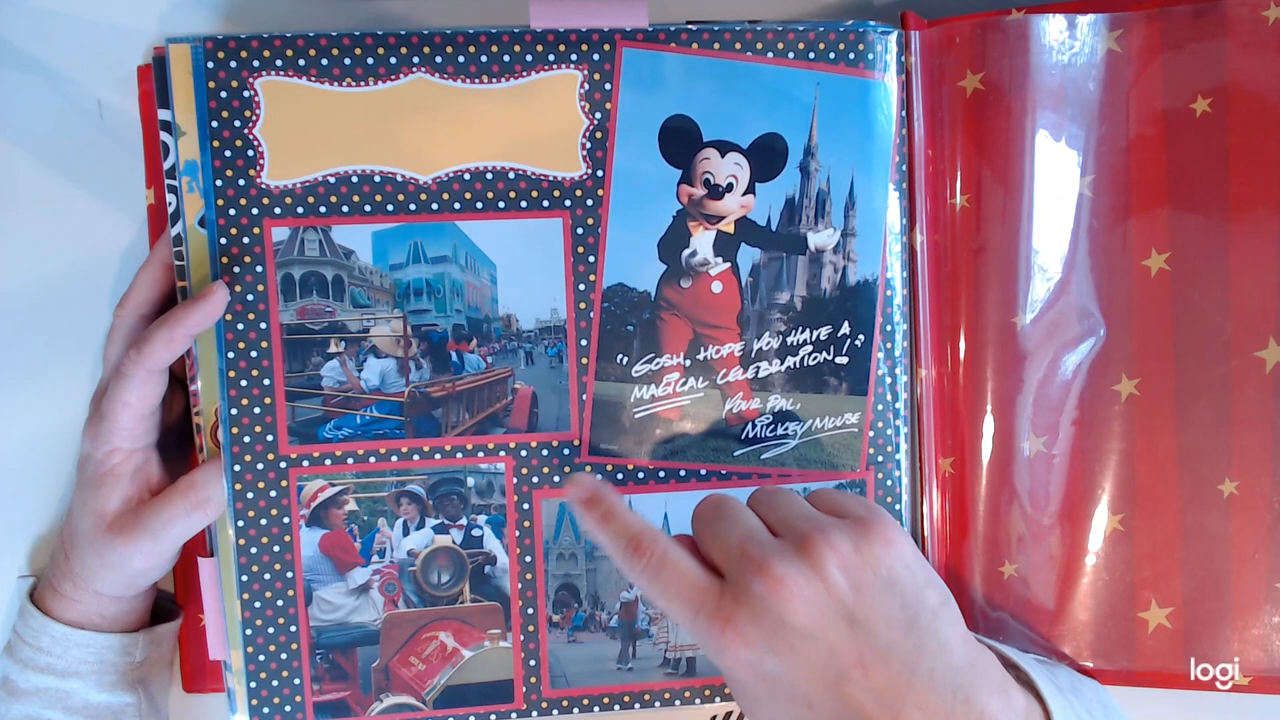 "GOSH, HOPE YOU HAVE A
MAGICAL CELEBRATION!"
YOUR PAL,
MICKEY MOUSE
logi